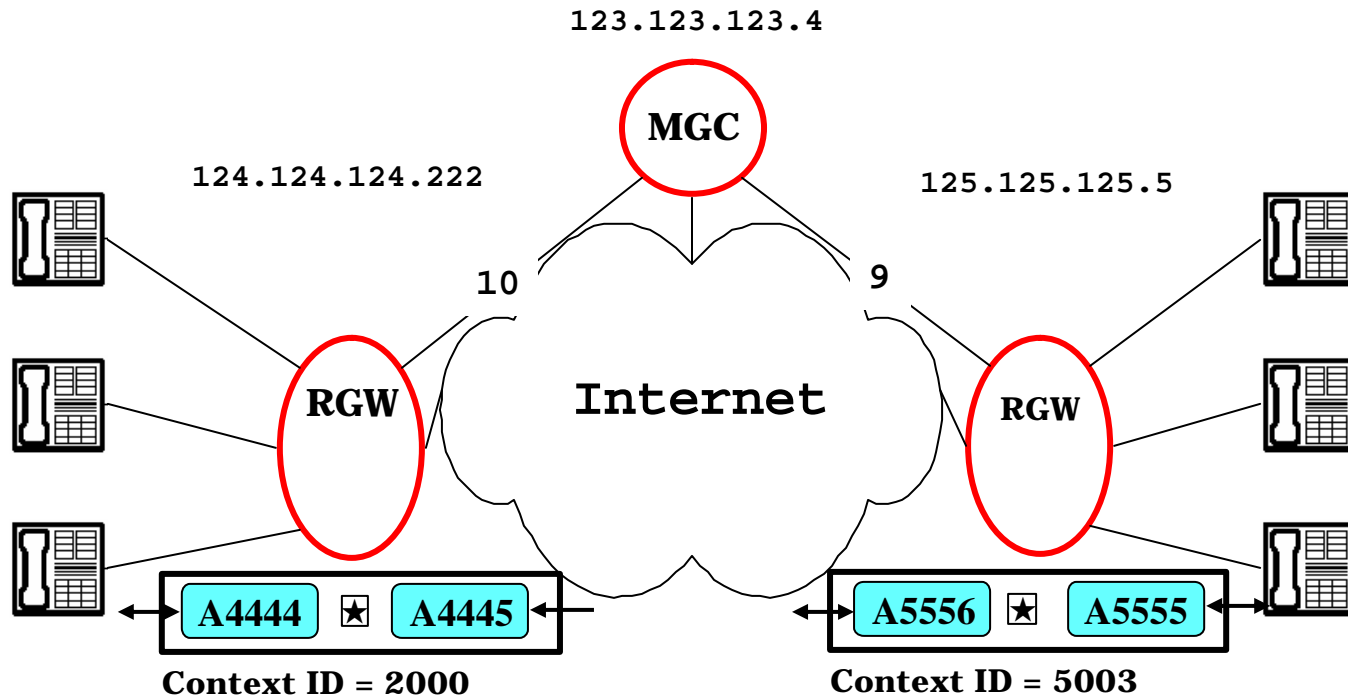 123.123.123.4
MGC
124.124.124.222
125.125.125.5
10
9
RGW
Internet
RGW
A4444
A4445
A5556
A5555
Context ID = 2000
Context ID = 5003